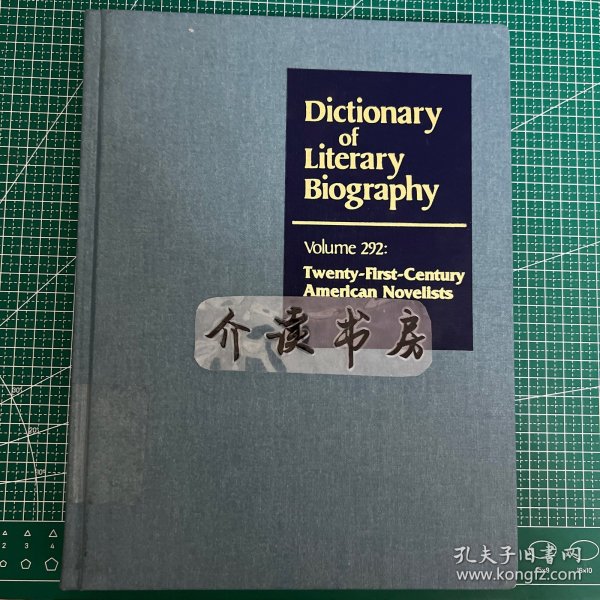 Dictionary
of
Literary
Biography
Volume 292:
Twenty-First-Century
American Novelists
介读书房
孔夫子旧书网
www.kongfz.com